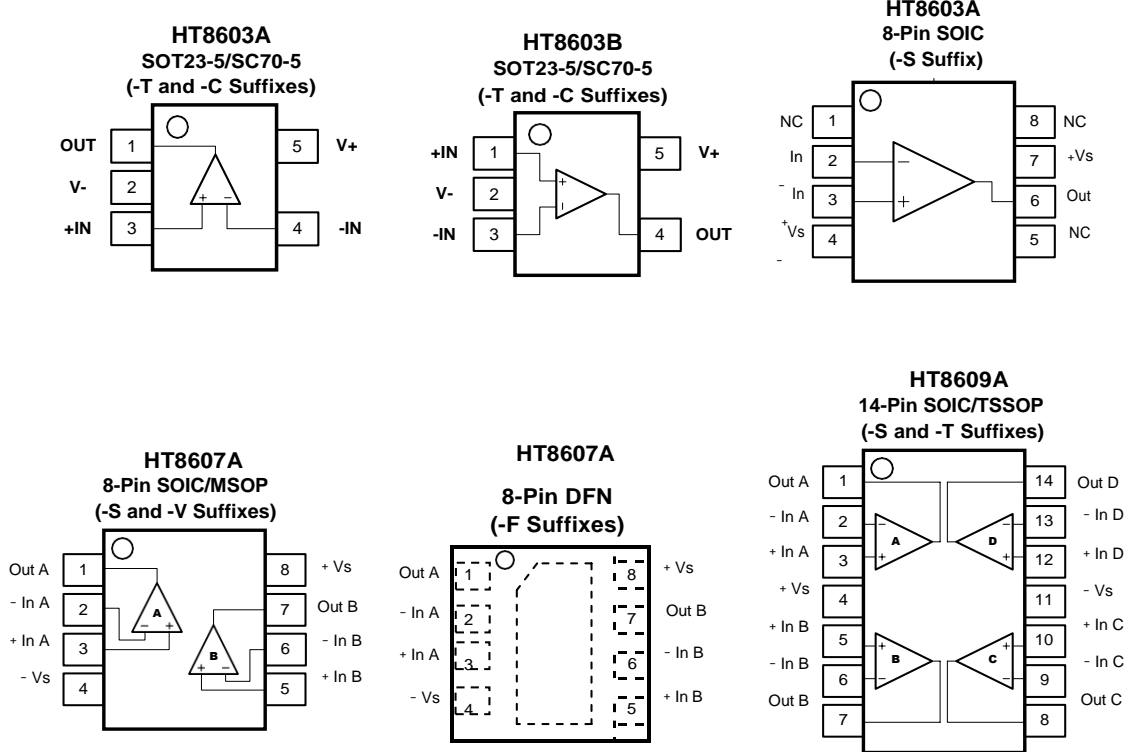 HT8603A
SOT23-5/SC70-5
(-T and -C Suffixes)
OUT 1 5 V+
V- 2
+IN 3 4 -IN
+ −
HT8603B
SOT23-5/SC70-5
(-T and -C Suffixes)
+IN 1 5 V+
V- 2
-IN 3 4 OUT
+
−
HT8603A
8-Pin SOIC
(-S Suffix)
NC 1 8 NC
In 2 − 7 +Vs
- In 3 + 6 Out
+ Vs 4 5 NC
-
HT8607A
8-Pin SOIC/MSOP
(-S and -V Suffixes)
Out A 1 8 + Vs
- In A 2 7 Out B
+ In A 3 6 - In B
- Vs 4 5 + In B
A
− +
B
+ −
HT8607A
8-Pin DFN
(-F Suffixes)
Out A 1 8 + Vs
- In A 2 7 Out B
+ In A 3 6 - In B
- Vs 4 5 + In B
HT8609A
14-Pin SOIC/TSSOP
(-S and -T Suffixes)
Out A 1 14 Out D
- In A 2 − − 13 - In D
A D
+ In A 3 + + 12 + In D
+ Vs 4 11 - Vs
+ In B 5 + + 10 + In C
B C
- In B 6 − − 9 - In C
Out B 7 8 Out C